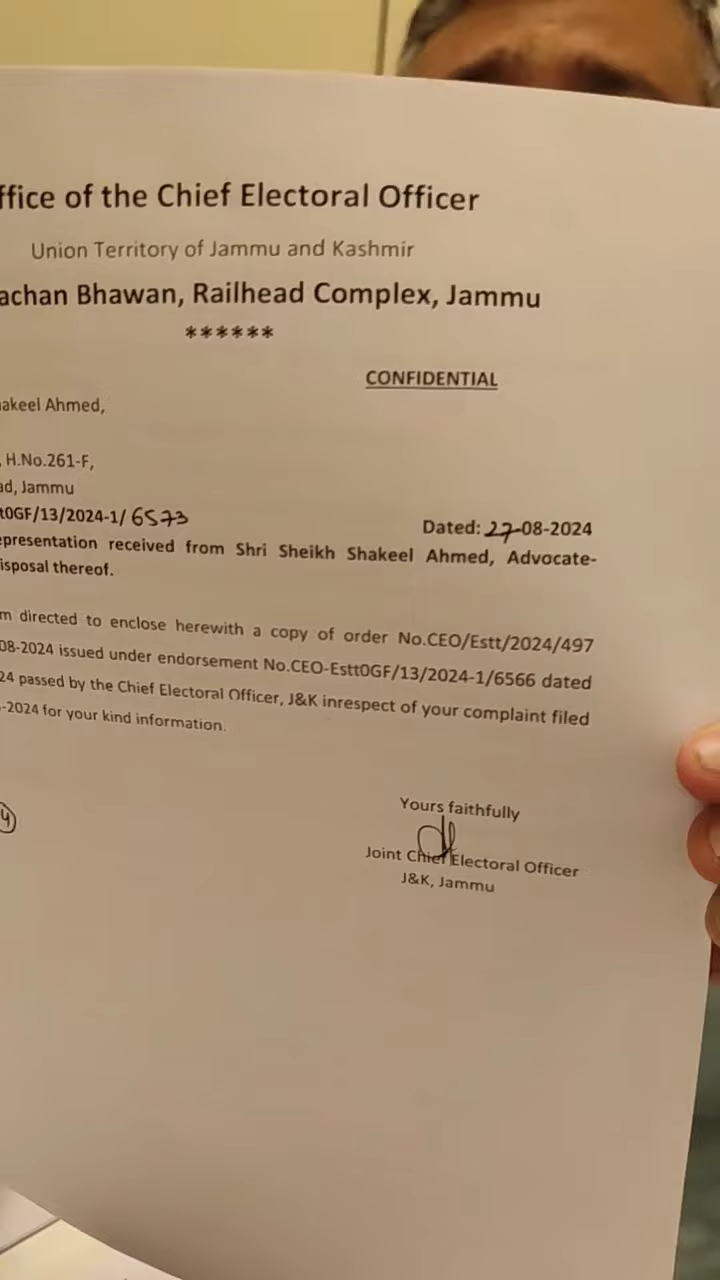 ffice of the Chief Electoral Officer
Union Territory of Jammu and Kashmir
achan Bhawan, Railhead Complex, Jammu
******
CONFIDENTIAL
akeel Ahmed,
, H.No.261-F,
ad, Jammu
t0GF/13/2024-1/ 6573
Dated: 27-08-2024
epresentation received from Shri Sheikh Shakeel Ahmed, Advocate-
isposal thereof.
m directed to enclose herewith a copy of order No.CEO/Estt/2024/497
08-2024 issued under endorsement No.CEO-Estt0GF/13/2024-1/6566 dated
24 passed by the Chief Electoral Officer, J&K inrespect of your complaint filed
-2024 for your kind information.
Yours faithfully
Joint Chief Electoral Officer
J&K, Jammu